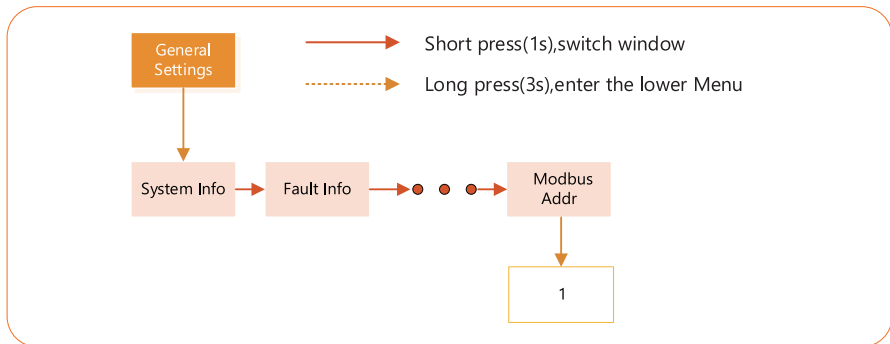 General
Settings
Short press(1s),switch window
Long press(3s),enter the lower Menu
System Info
Fault Info
Modbus
Addr
1